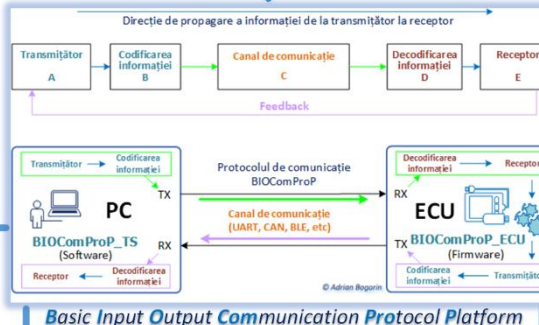 Direcție de propagare a informației de la transmițător la receptor
Transmițător
A
Codificarea
informației
B
Canal de comunicație
C
Decodificarea
informației
D
Receptor
E
Feedback
Transmițător
Codificarea
informației
TX
PC
BIOComProP_TS
(Software)
RX
Receptor
Decodificarea
informației
Protocolul de comunicație
BIOComProP
Canal de comunicație
(UART, CAN, BLE, etc)
© Adrian Bogarin
Decodificarea
informației
Receptor
RX
ECU
TX
BIOComProP_ECU
(Firmware)
Codificarea
informației
Transmițător
Basic Input Output Communication Protocol Platform